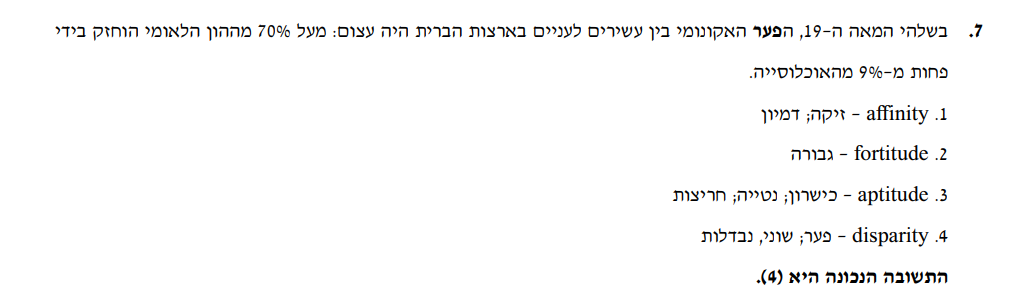 7. בשלהי המאה ה-19, הפער האקונומי בין עשירים לעניים בארצות הברית היה עצום: מעל 70% מההון הלאומי הוחזק בידי
פחות מ-9% מהאוכלוסייה.
1. affinity - זיקה; דמיון
2. fortitude - גבורה
3. aptitude - כישרון; נטייה; חריצות
4. disparity - פער; שוני, נבדלות
התשובה הנכונה היא (4).